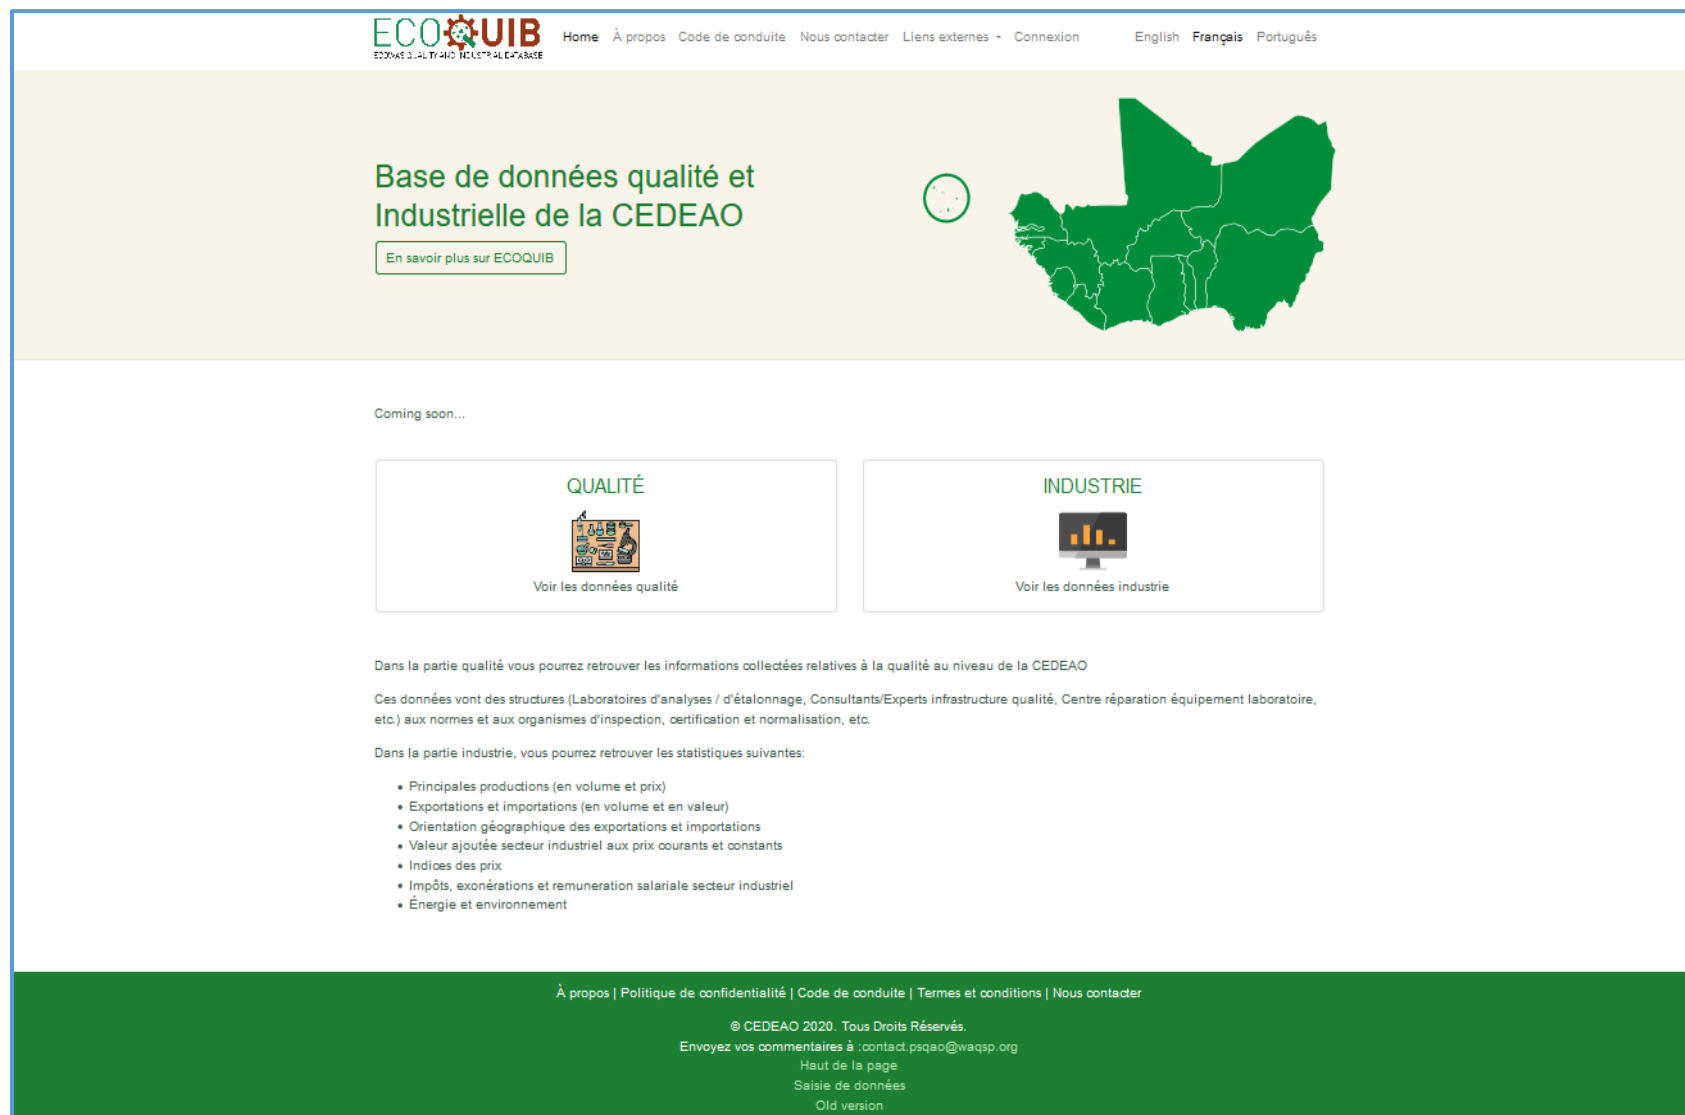 ECOQUIB
ECOWAS QUALITY AND INDUSTRIAL DATABASE
Home À propos Code de conduite Nous contacter Liens externes Connexion English Français Português
Base de données qualité et
Industrielle de la CEDEAO
En savoir plus sur ECOQUIB
Coming soon...
QUALITÉ
Voir les données qualité
INDUSTRIE
Voir les données industrie
Dans la partie qualité vous pourrez retrouver les informations collectées relatives à la qualité au niveau de la CEDEAO
Ces données vont des structures (Laboratoires d'analyses / d'étalonnage, Consultants/Experts infrastructure qualité, Centre réparation équipement laboratoire,
etc.) aux normes et aux organismes d'inspection, certification et normalisation, etc.
Dans la partie industrie, vous pourrez retrouver les statistiques suivantes:
• Principales productions (en volume et prix)
• Exportations et importations (en volume et en valeur)
• Orientation géographique des exportations et importations
• Valeur ajoutée secteur industriel aux prix courants et constants
• Indices des prix
• Impôts, exonérations et remuneration salariale secteur industriel
• Énergie et environnement
À propos | Politique de confidentialité | Code de conduite | Termes et conditions | Nous contacter
© CEDEAO 2020. Tous Droits Réservés.
Envoyez vos commentaires à :contact.psqao@waqsp.org
Haut de la page
Saisie de données
Old version